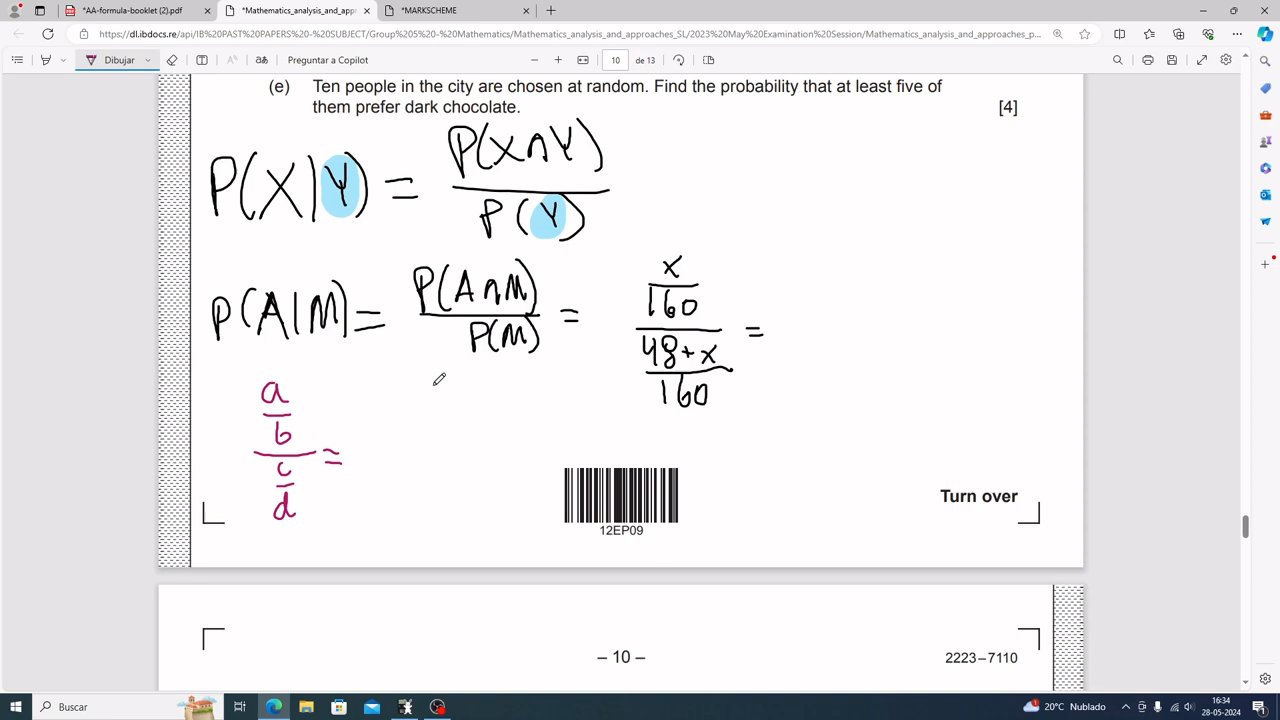 *AA-formula-booklet (2).pdf
*Mathematics_analysis_and_app
*MARKSCHEME
https://dl.ibdocs.re/api/IB%20PAST%20PAPERS%20-%20SUBJECT/Group%205%20-%20Mathematics/Mathematics_analysis_and_approaches_SL/2023%20May%20Examination%20Session/Mathematics_analysis_and_approaches_p...
Dibujar
Preguntar a Copilot
10
de 13
(e) Ten people in the city are chosen at random. Find the probability that at least five of
them prefer dark chocolate. [4]
P(X|Y) = P(X∩Y) / P(Y)
P(A|M) = P(A∩M) / P(M) = x/160 / 48+x/160 =
a/b / c/d =
12EP09
Turn over
– 10 –
2223–7110
Buscar
20°C Nublado
16:34
28-05-2024